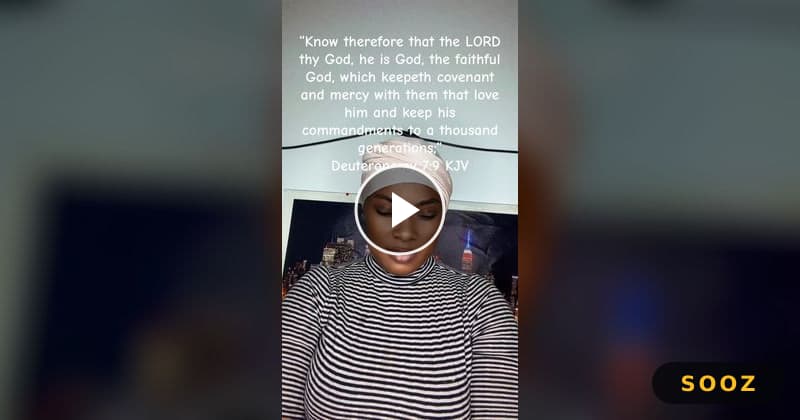 "Know therefore that the LORD
thy God, he is God, the faithful
God, which keepeth covenant
and mercy with them that love
him and keep his
commandments to a thousand
generations;"
Deuteronomy 7:9 KJV
SOOZ